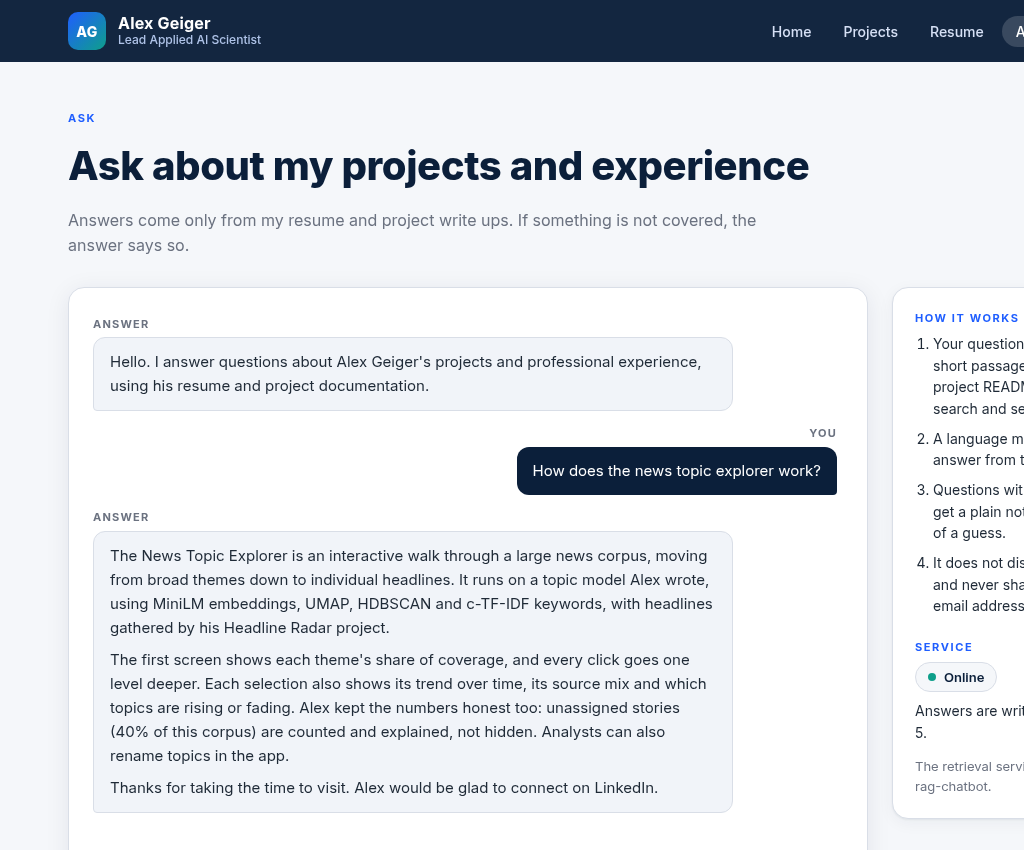 AG
Alex Geiger
Lead Applied AI Scientist
Home
Projects
Resume
A
ASK
Ask about my projects and experience
Answers come only from my resume and project write ups. If something is not covered, the
answer says so.
ANSWER
Hello. I answer questions about Alex Geiger's projects and professional experience,
using his resume and project documentation.
YOU
How does the news topic explorer work?
ANSWER
The News Topic Explorer is an interactive walk through a large news corpus, moving
from broad themes down to individual headlines. It runs on a topic model Alex wrote,
using MiniLM embeddings, UMAP, HDBSCAN and c-TF-IDF keywords, with headlines
gathered by his Headline Radar project.
The first screen shows each theme's share of coverage, and every click goes one
level deeper. Each selection also shows its trend over time, its source mix and which
topics are rising or fading. Alex kept the numbers honest too: unassigned stories
(40% of this corpus) are counted and explained, not hidden. Analysts can also
rename topics in the app.
Thanks for taking the time to visit. Alex would be glad to connect on LinkedIn.
HOW IT WORKS
1. Your question
short passage
project READ
search and se
2. A language m
answer from t
3. Questions wit
get a plain not
of a guess.
4. It does not dis
and never sha
email address
SERVICE
Online
Answers are writ
5.
The retrieval servi
rag-chatbot.